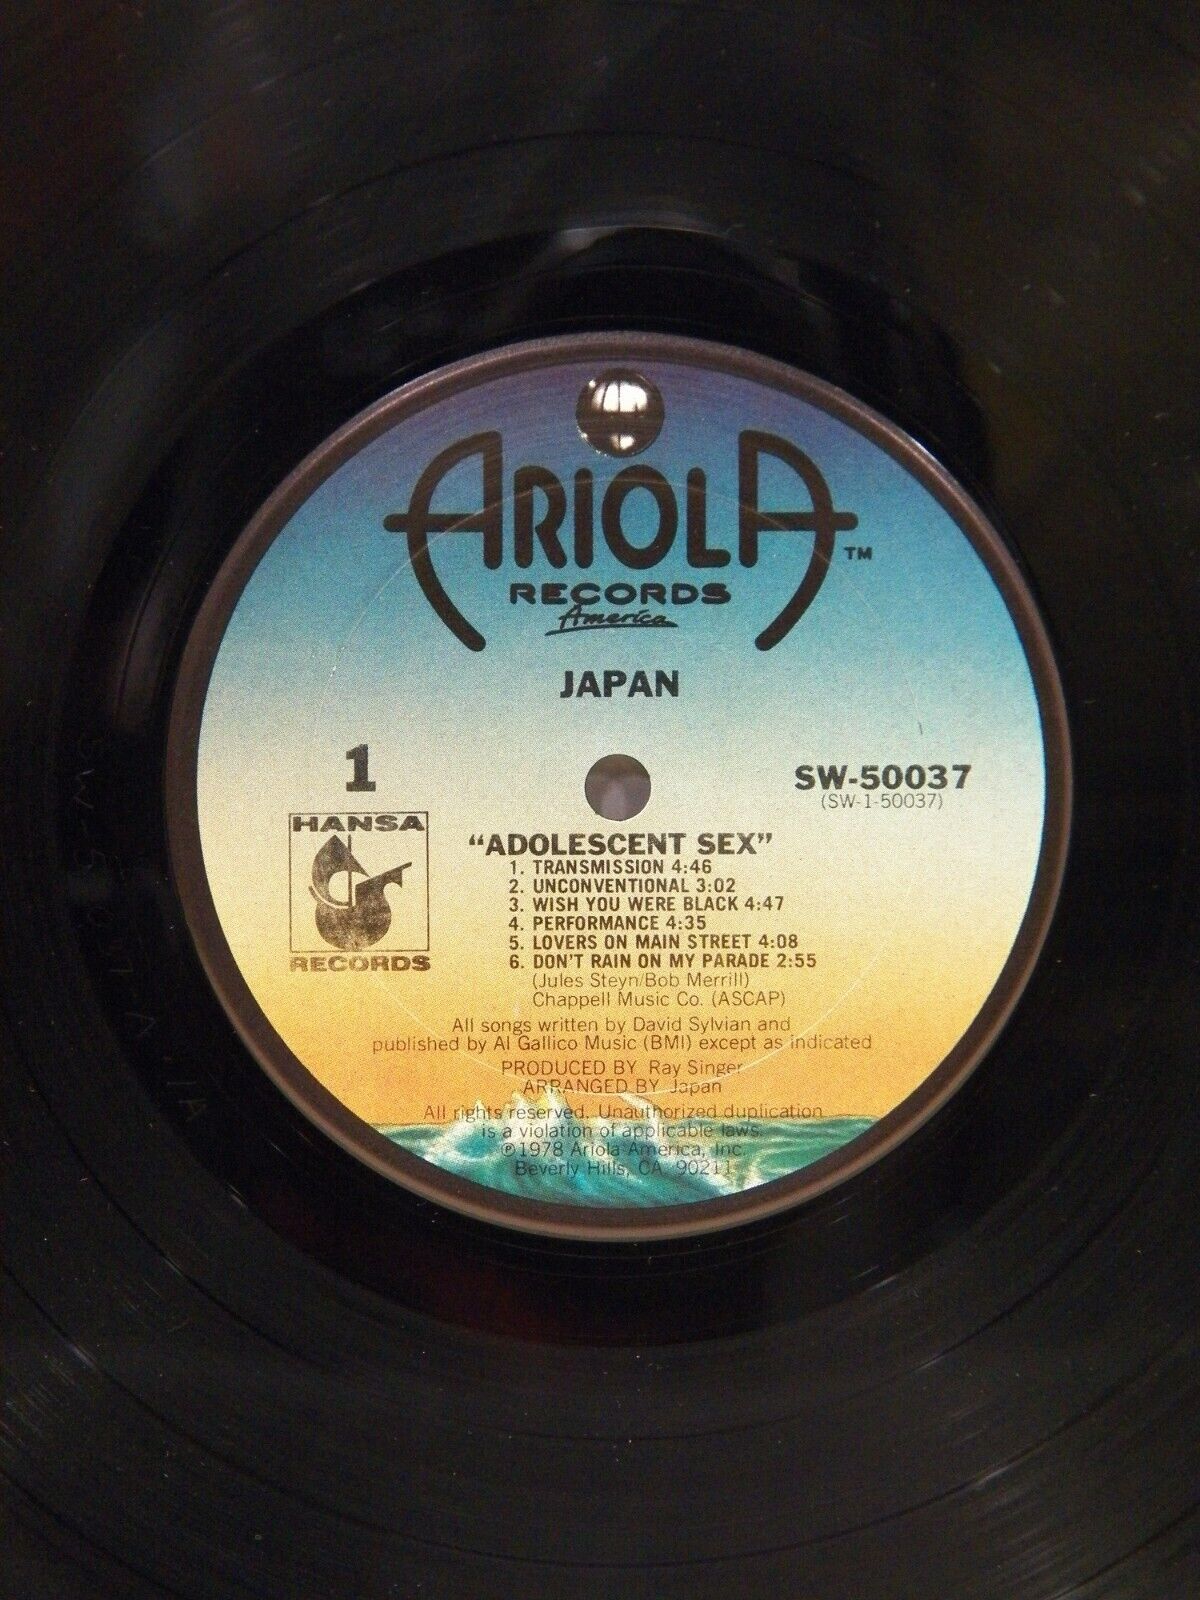 ARIOLA™
RECORDS
America
JAPAN
1
SW-50037
(SW-1-50037)
HANSA
RECORDS
"ADOLESCENT SEX"
1. TRANSMISSION 4:46
2. UNCONVENTIONAL 3:02
3. WISH YOU WERE BLACK 4:47
4. PERFORMANCE 4:35
5. LOVERS ON MAIN STREET 4:08
6. DON'T RAIN ON MY PARADE 2:55
(Jules Steyn/Bob Merrill)
Chappell Music Co. (ASCAP)
All songs written by David Sylvian and
published by Al Gallico Music (BMI) except as indicated
PRODUCED BY Ray Singer
ARRANGED BY Japan
All rights reserved. Unauthorized duplication
is a violation of applicable laws.
℗1978 Ariola America, Inc.
Beverly Hills, CA 90211